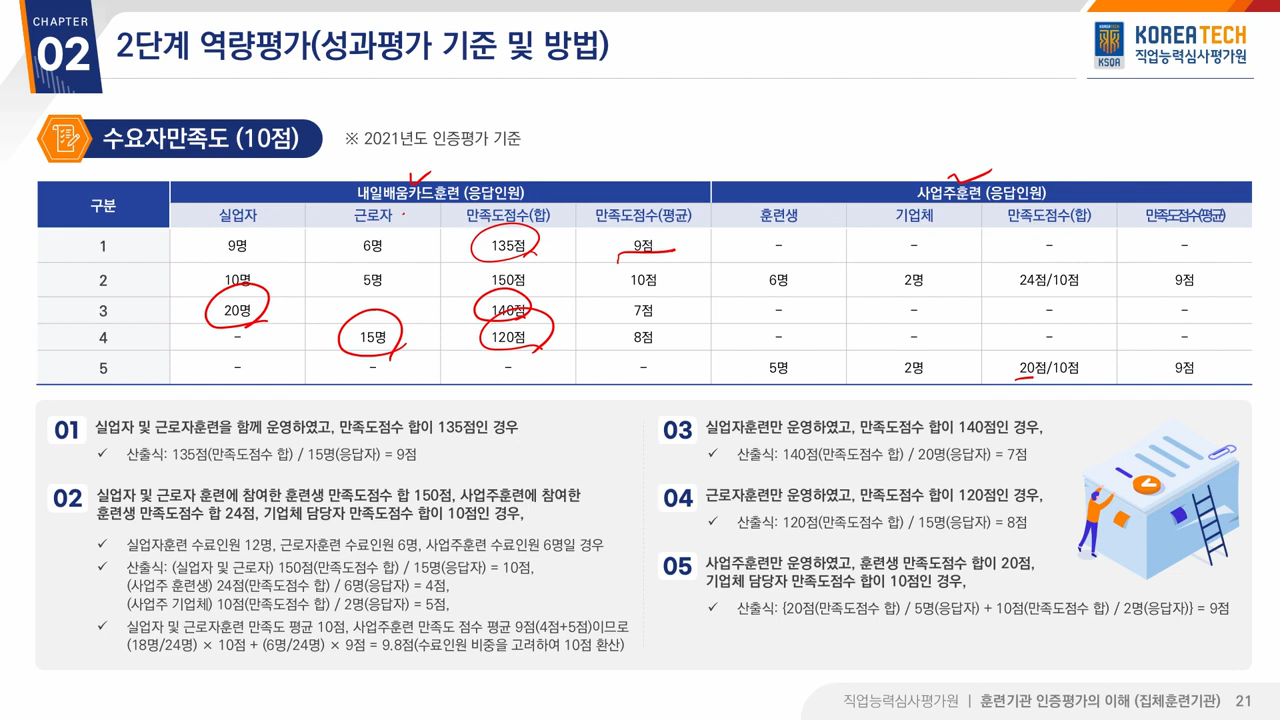 CHAPTER
02
2단계 역량평가(성과평가 기준 및 방법)
KSQA
KOREATECH
직업능력심사평가원
수요자만족도 (10점)
※ 2021년도 인증평가 기준
구분 내일배움카드훈련 (응답인원) 사업주훈련 (응답인원)
실업자 근로자 만족도점수(합) 만족도점수(평균) 훈련생 기업체 만족도점수(합) 만족도점수(평균)
1 9명 6명 135점 9점 – – – –
2 10명 5명 150점 10점 6명 2명 24점/10점 9점
3 20명 140점 7점 – – – –
4 – 15명 120점 8점 – – – –
5 – – – – 5명 2명 20점/10점 9점
01 실업자 및 근로자훈련을 함께 운영하였고, 만족도점수 합이 135점인 경우
✓ 산출식: 135점(만족도점수 합) / 15명(응답자) = 9점
02 실업자 및 근로자 훈련에 참여한 훈련생 만족도점수 합 150점, 사업주훈련에 참여한
훈련생 만족도점수 합 24점, 기업체 담당자 만족도점수 합이 10점인 경우,
✓ 실업자훈련 수료인원 12명, 근로자훈련 수료인원 6명, 사업주훈련 수료인원 6명일 경우
✓ 산출식: (실업자 및 근로자) 150점(만족도점수 합) / 15명(응답자) = 10점,
(사업주 훈련생) 24점(만족도점수 합) / 6명(응답자) = 4점,
(사업주 기업체) 10점(만족도점수 합) / 2명(응답자) = 5점,
✓ 실업자 및 근로자훈련 만족도 평균 10점, 사업주훈련 만족도 점수 평균 9점(4점+5점)이므로
(18명/24명) × 10점 + (6명/24명) × 9점 = 9.8점(수료인원 비중을 고려하여 10점 환산)
03 실업자훈련만 운영하였고, 만족도점수 합이 140점인 경우,
✓ 산출식: 140점(만족도점수 합) / 20명(응답자) = 7점
04 근로자훈련만 운영하였고, 만족도점수 합이 120점인 경우,
✓ 산출식: 120점(만족도점수 합) / 15명(응답자) = 8점
05 사업주훈련만 운영하였고, 훈련생 만족도점수 합이 20점,
기업체 담당자 만족도점수 합이 10점인 경우,
✓ 산출식: {20점(만족도점수 합) / 5명(응답자) + 10점(만족도점수 합) / 2명(응답자)} = 9점
직업능력심사평가원 | 훈련기관 인증평가의 이해 (집체훈련기관) 21